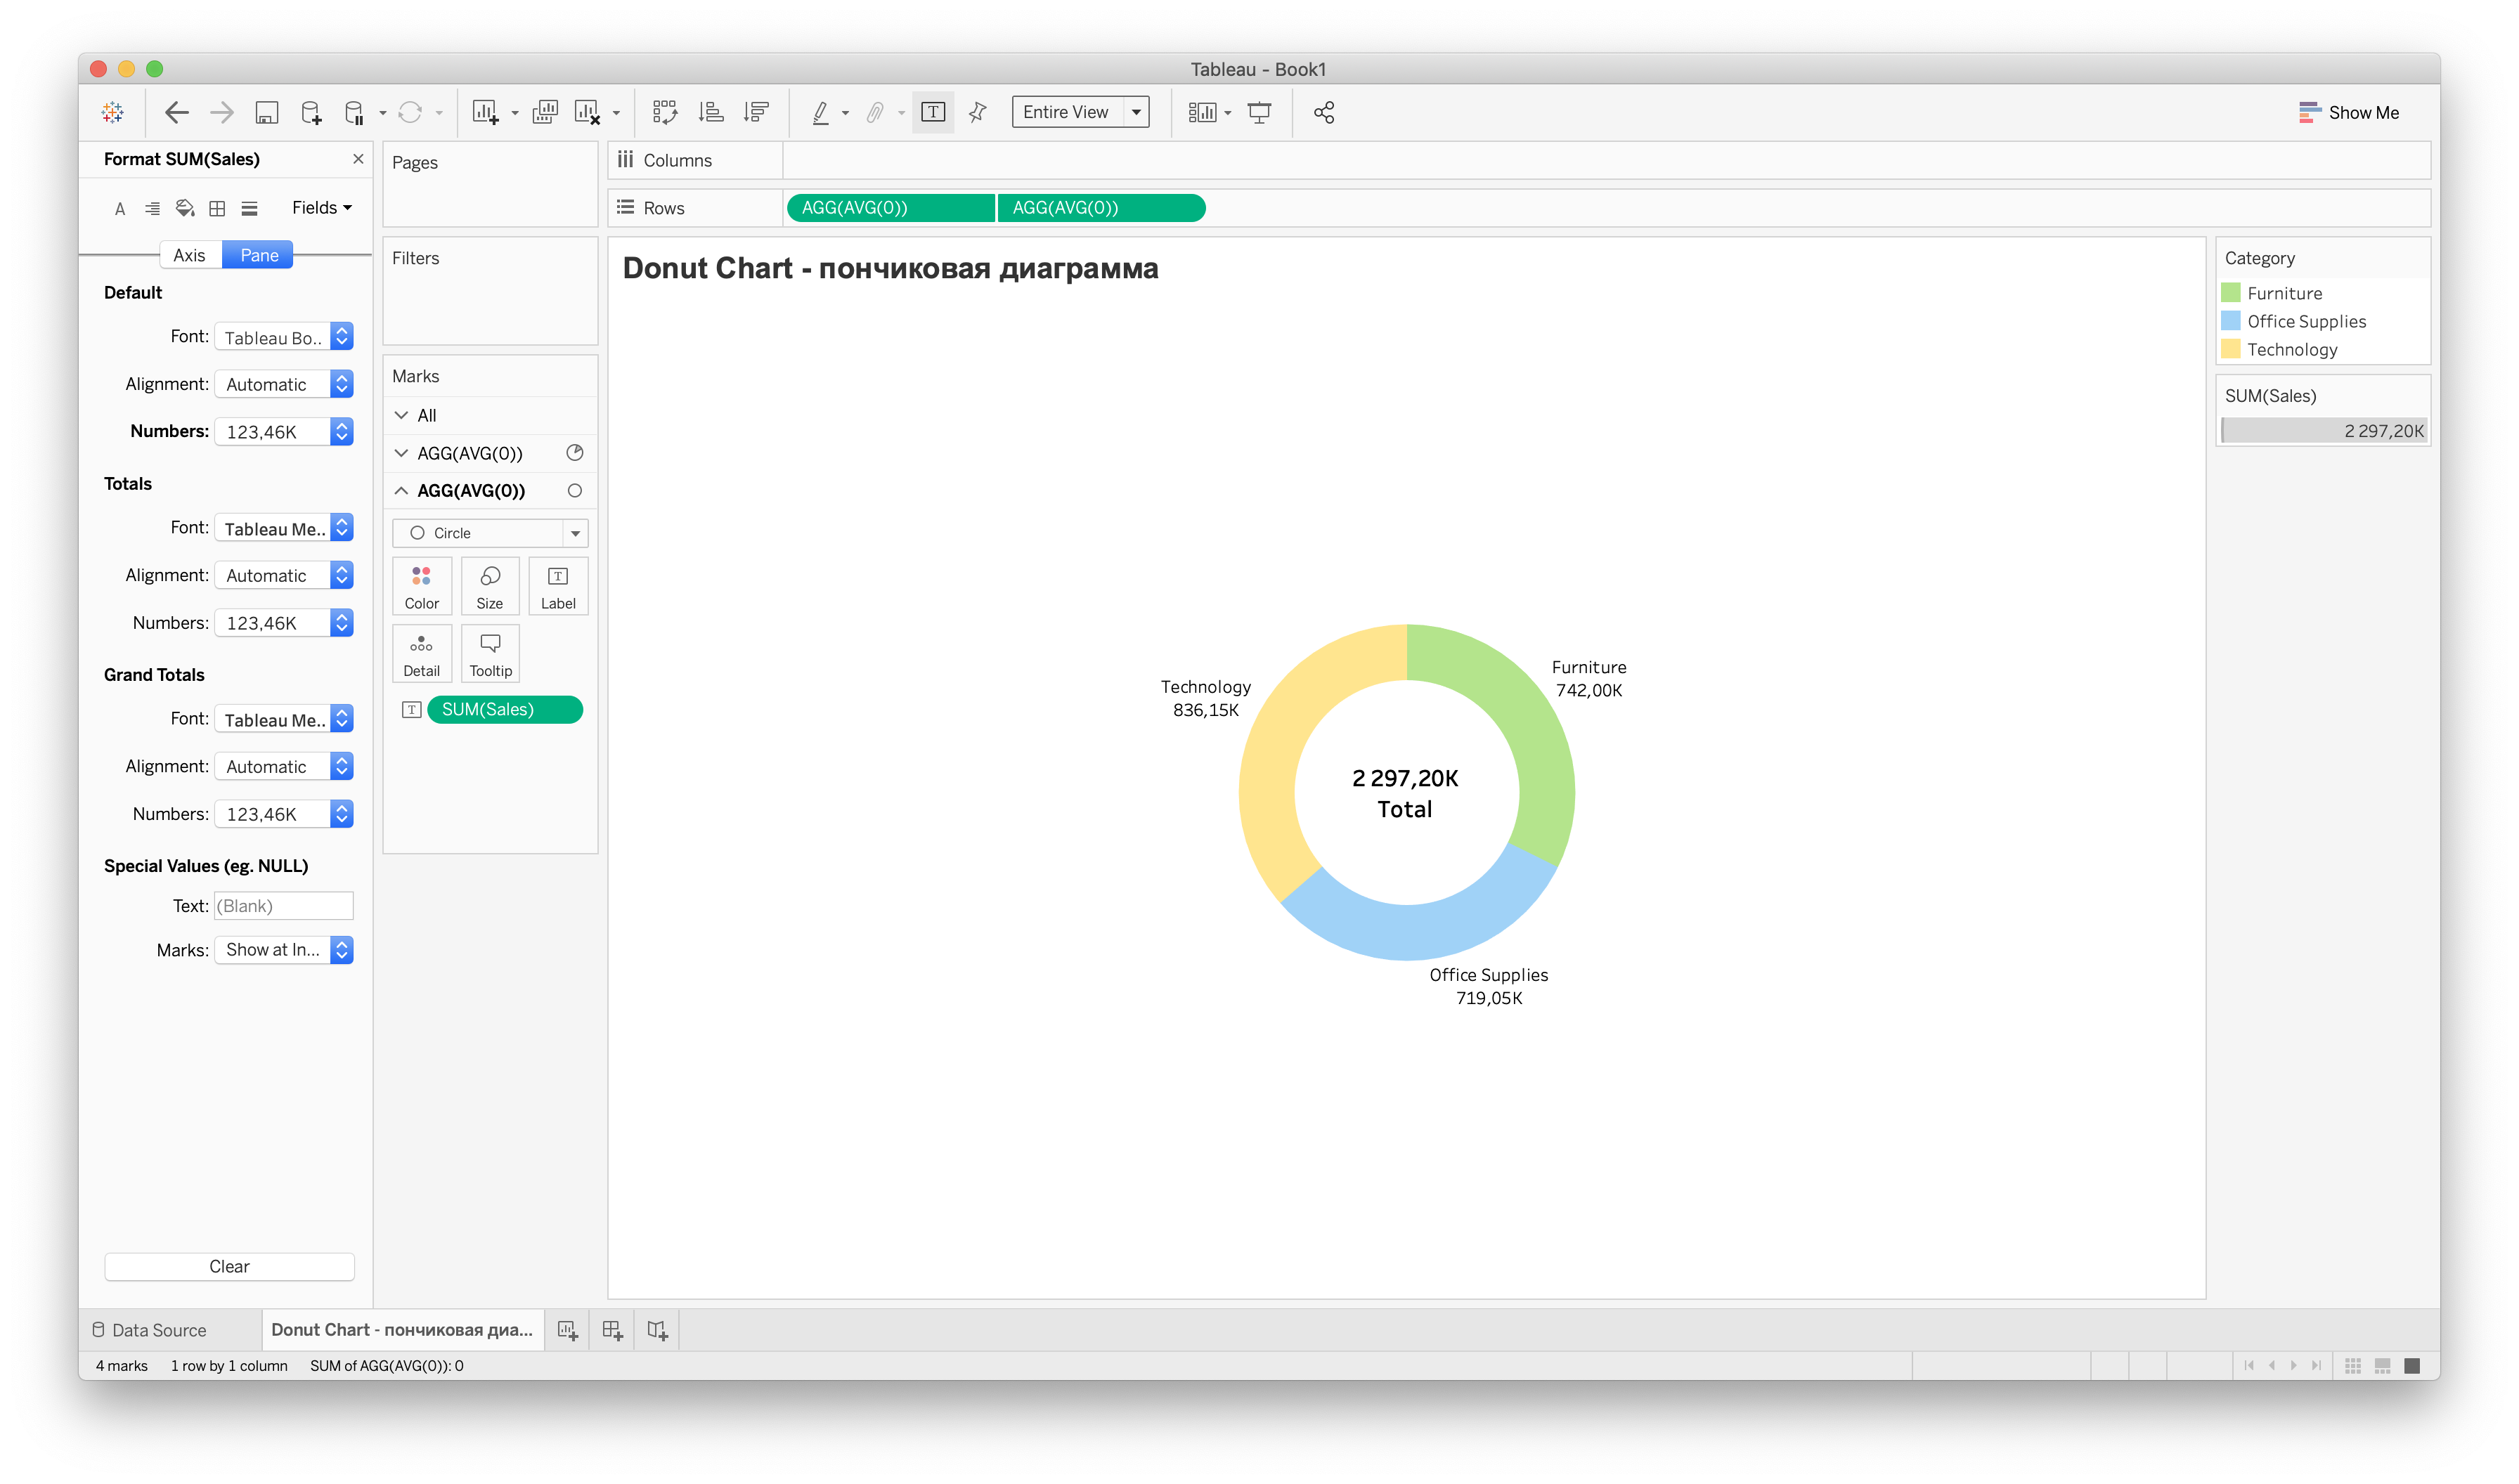 Tableau - Book1
Entire View
Show Me
Format SUM(Sales)
Fields
Axis
Pane
Default
Font: Tableau Bo..
Alignment: Automatic
Numbers: 123,46K
Totals
Font: Tableau Me..
Alignment: Automatic
Numbers: 123,46K
Grand Totals
Font: Tableau Me..
Alignment: Automatic
Numbers: 123,46K
Special Values (eg. NULL)
Text: (Blank)
Marks: Show at In...
Clear
Pages
Filters
Marks
All
AGG(AVG(0))
AGG(AVG(0))
Circle
Color
Size
Label
Detail
Tooltip
SUM(Sales)
Columns
Rows
AGG(AVG(0))
AGG(AVG(0))
Donut Chart - пончиковая диаграмма
Furniture
742,00K
Technology
836,15K
2 297,20K
Total
Office Supplies
719,05K
Category
Furniture
Office Supplies
Technology
SUM(Sales)
2 297,20K
Data Source
Donut Chart - пончиковая диа...
4 marks
1 row by 1 column
SUM of AGG(AVG(0)): 0